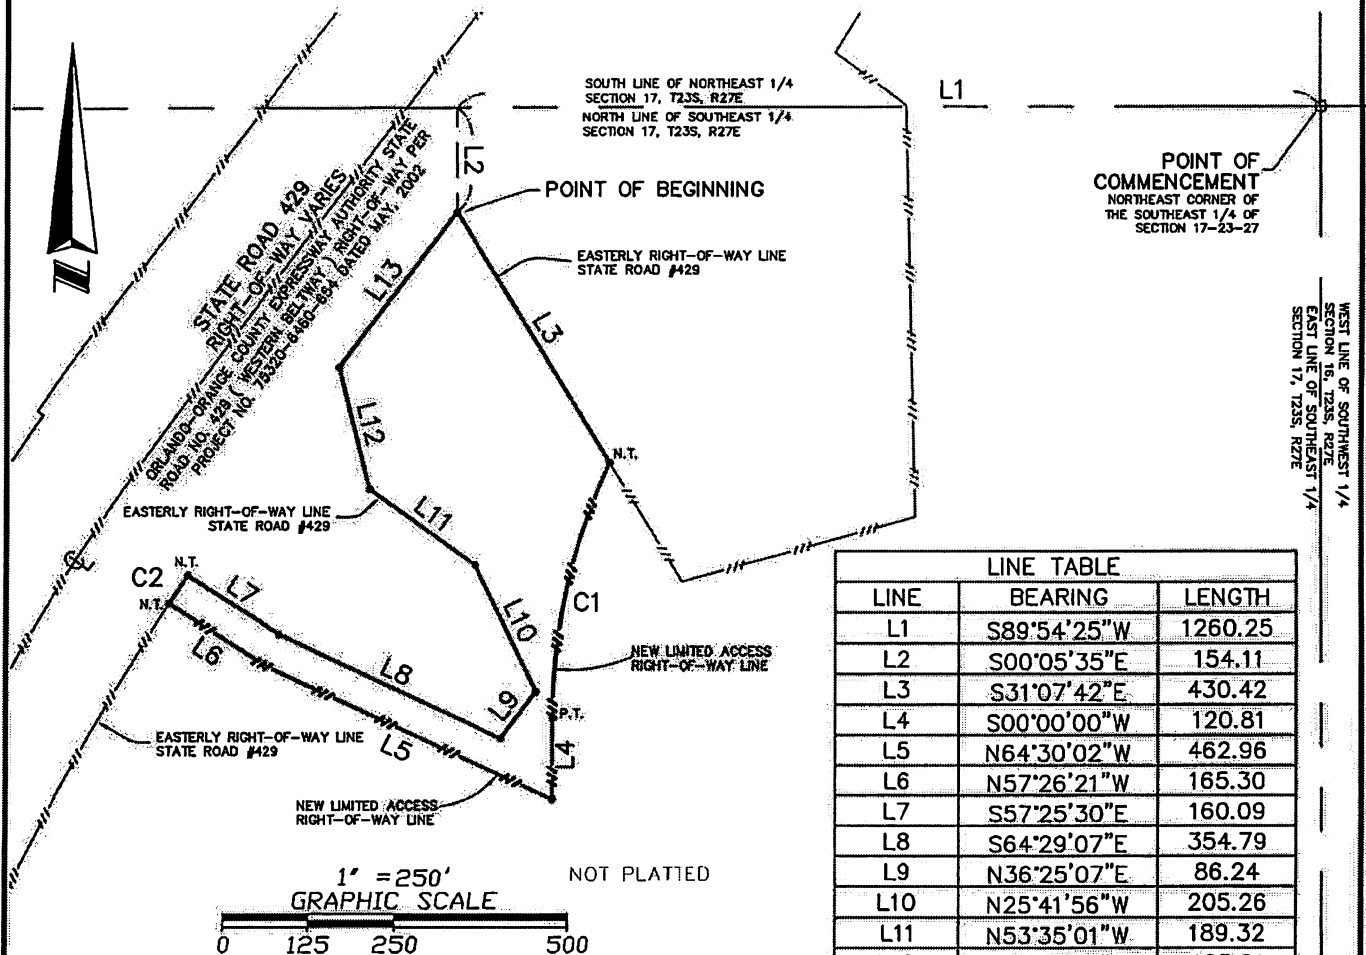 SOUTH LINE OF NORTHEAST 1/4
SECTION 17, T23S, R27E
NORTH LINE OF SOUTHEAST 1/4
SECTION 17, T23S, R27E
L1
L2
POINT OF
COMMENCEMENT
NORTHEAST CORNER OF
THE SOUTHEAST 1/4 OF
SECTION 17-23-27
POINT OF BEGINNING
STATE ROAD 429
RIGHT-OF-WAY VARIES
ORLANDO-ORANGE COUNTY EXPRESSWAY AUTHORITY STATE
ROAD NO. 429 ( WESTERN BELTWAY ) RIGHT-OF-WAY PER
PROJECT NO. 75320-6460-654 DATED MAY, 2002
EASTERLY RIGHT-OF-WAY LINE
STATE ROAD #429
L13
L3
WEST LINE OF SOUTHWEST 1/4
SECTION 16, T23S, R27E
EAST LINE OF SOUTHEAST 1/4
SECTION 17, T23S, R27E
L12
N.T.
EASTERLY RIGHT-OF-WAY LINE
STATE ROAD #429
L11
N.T.
C2
N.T.
L7
C1
L10
L6
L8
NEW LIMITED ACCESS
RIGHT-OF-WAY LINE
L9
P.T.
EASTERLY RIGHT-OF-WAY LINE
STATE ROAD #429
L5
L4
NEW LIMITED ACCESS
RIGHT-OF-WAY LINE
1" =250'
GRAPHIC SCALE
0 125 250 500
NOT PLATTED
LINE TABLE
LINE BEARING LENGTH
L1 S89°54'25"W 1260.25
L2 S00°05'35"E 154.11
L3 S31°07'42"E 430.42
L4 S00°00'00"W 120.81
L5 N64°30'02"W 462.96
L6 N57°26'21"W 165.30
L7 S57°25'30"E 160.09
L8 S64°29'07"E 354.79
L9 N36°25'07"E 86.24
L10 N25°41'56"W 205.26
L11 N53°35'01"W 189.32